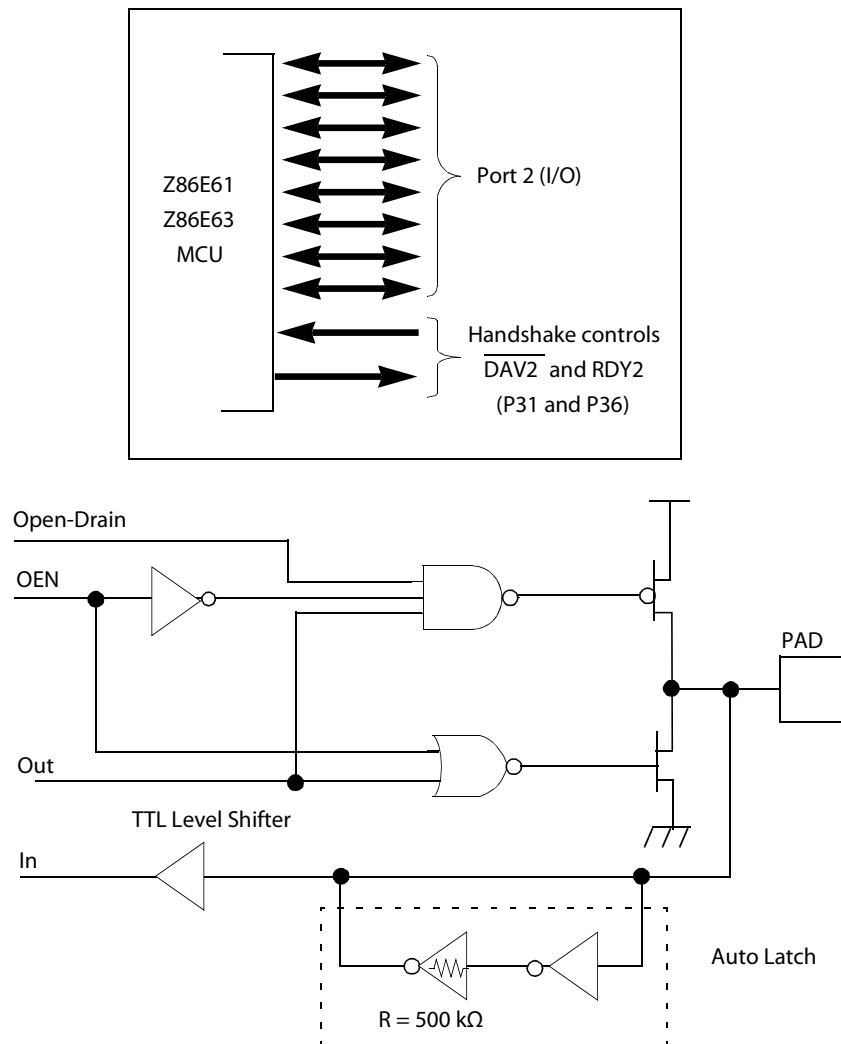 Z86E61
Z86E63
MCU
Port 2 (I/O)
Handshake controls
DAV2 and RDY2
(P31 and P36)
Open-Drain
OEN
PAD
Out
TTL Level Shifter
In
Auto Latch
R = 500 kΩ